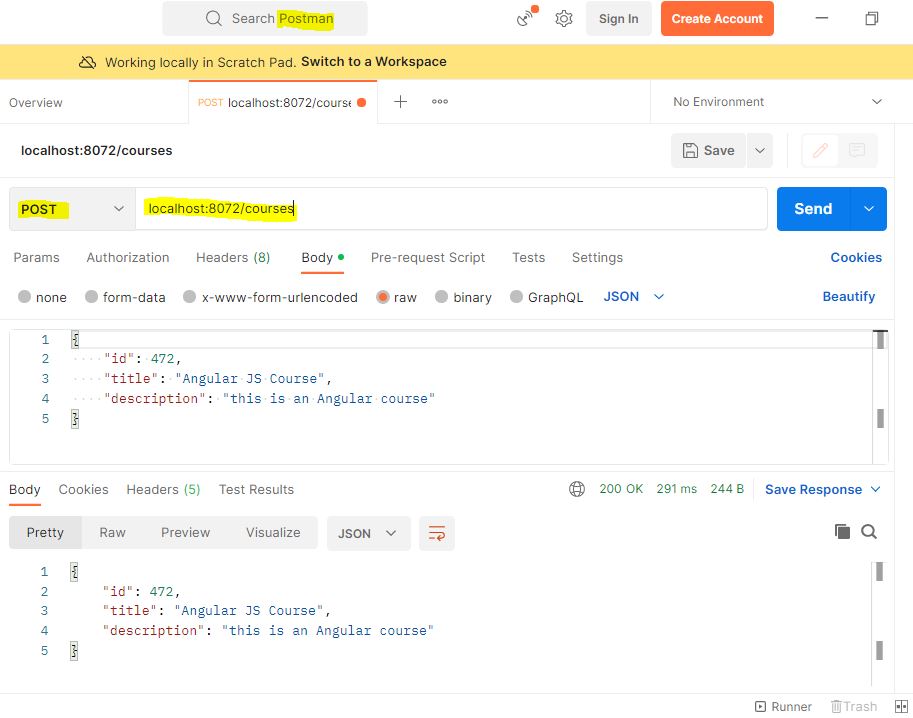 Search Postman
Sign In
Create Account
Working locally in Scratch Pad. Switch to a Workspace
Overview
POST localhost:8072/course
No Environment
localhost:8072/courses
Save
POST
localhost:8072/courses
Send
Params Authorization Headers (8) Body Pre-request Script Tests Settings Cookies
none form-data x-www-form-urlencoded raw binary GraphQL JSON Beautify
1 {
2 "id": 472,
3 "title": "Angular JS Course",
4 "description": "this is an Angular course"
5 }
Body Cookies Headers (5) Test Results 200 OK 291 ms 244 B Save Response
Pretty Raw Preview Visualize JSON
1 {
2 "id": 472,
3 "title": "Angular JS Course",
4 "description": "this is an Angular course"
5 }
Runner Trash